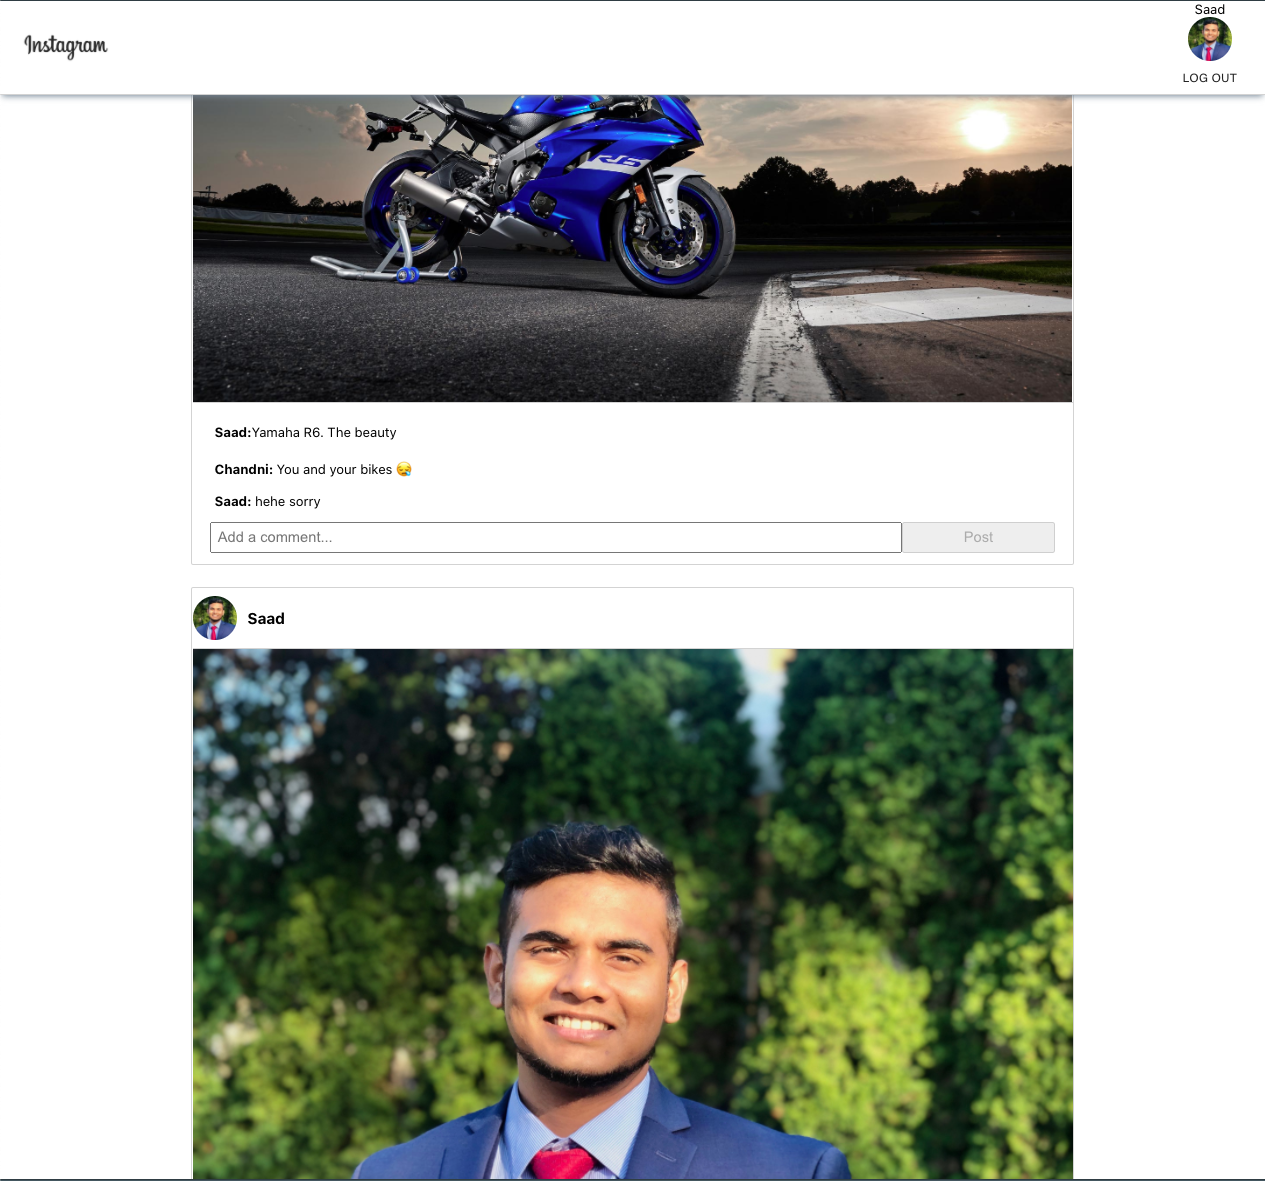 Saad
Instagram
LOG OUT
R6
Saad:Yamaha R6. The beauty
Chandni: You and your bikes 😪
Saad: hehe sorry
Add a comment...
Post
Saad